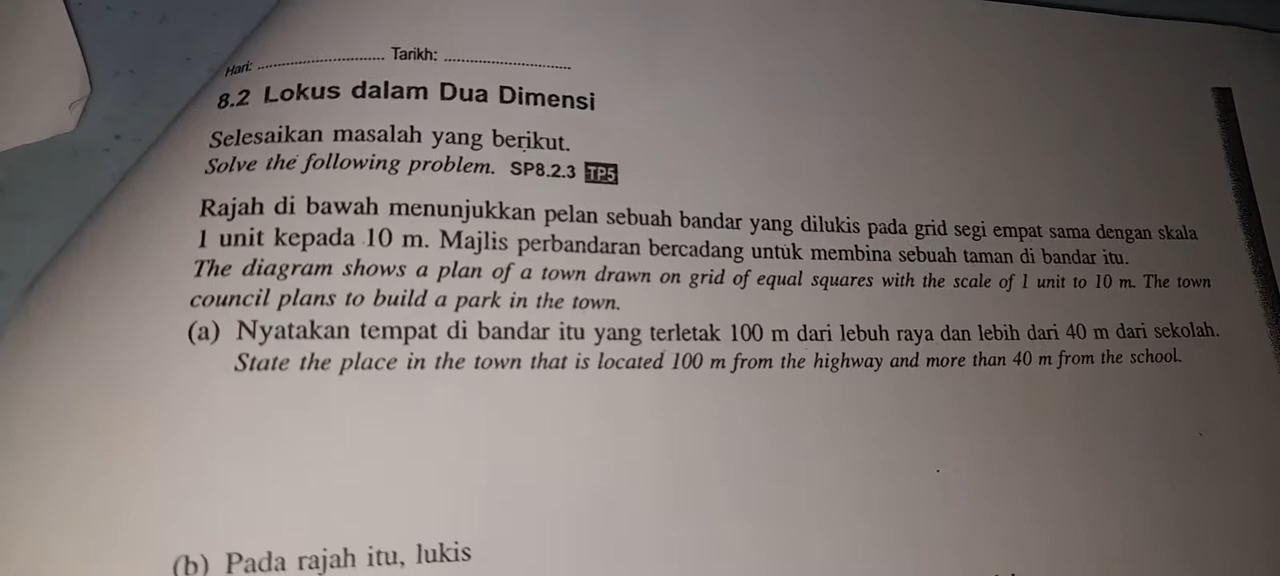 Hari: ........................... Tarikh: ...........................
8.2 Lokus dalam Dua Dimensi
Selesaikan masalah yang berikut.
Solve the following problem. SP8.2.3 TP5
Rajah di bawah menunjukkan pelan sebuah bandar yang dilukis pada grid segi empat sama dengan skala
1 unit kepada 10 m. Majlis perbandaran bercadang untuk membina sebuah taman di bandar itu.
The diagram shows a plan of a town drawn on grid of equal squares with the scale of 1 unit to 10 m. The town
council plans to build a park in the town.
(a) Nyatakan tempat di bandar itu yang terletak 100 m dari lebuh raya dan lebih dari 40 m dari sekolah.
State the place in the town that is located 100 m from the highway and more than 40 m from the school.
(b) Pada rajah itu, lukis